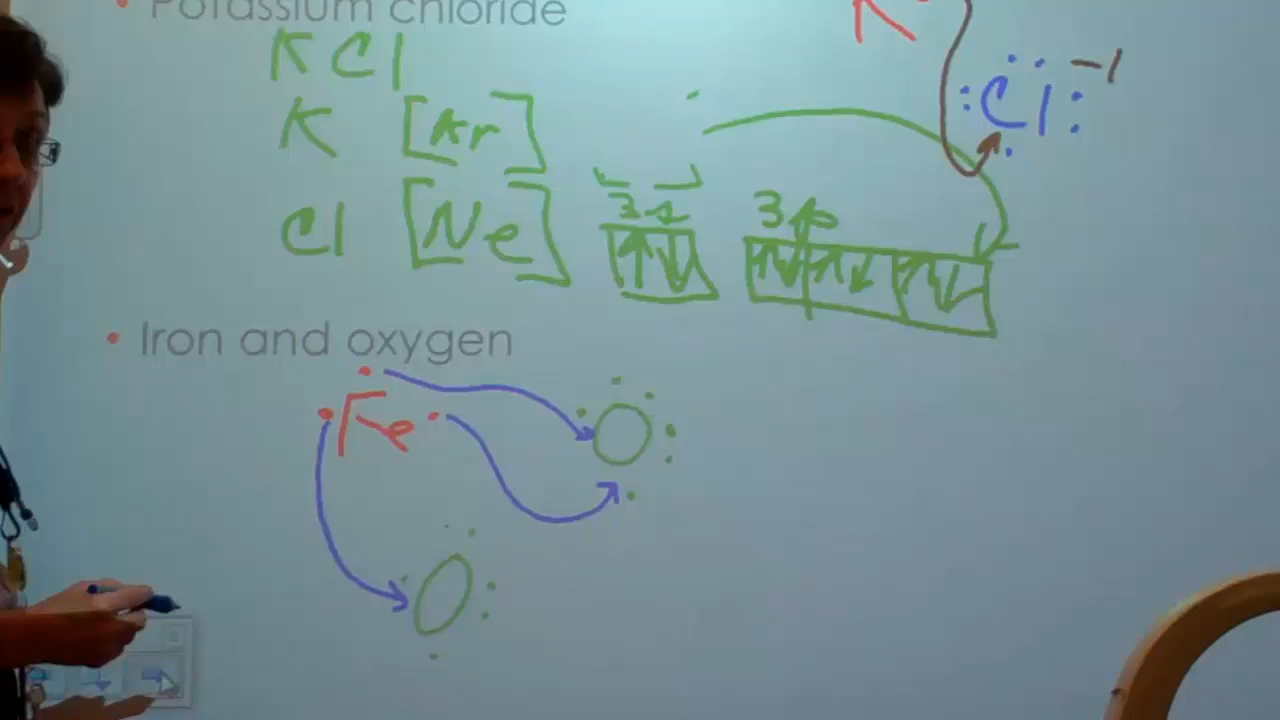 • Potassium chloride
K
KCl
Cl -1
K [Ar]
Cl [Ne] 3s 3p
• Iron and oxygen
Fe O
O